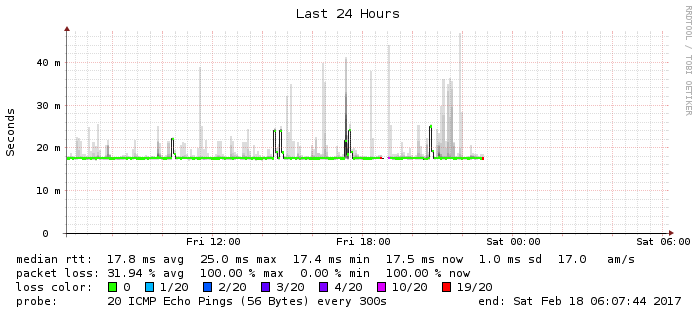 Last 24 Hours
RRDTOOL / TOBI OETIKER
Seconds
40 m
30 m
20 m
10 m
0
Fri 12:00 Fri 18:00 Sat 00:00 Sat 06:00
median rtt: 17.8 ms avg 25.0 ms max 17.4 ms min 17.5 ms now 1.0 ms sd 17.0 am/s
packet loss: 31.94 % avg 100.00 % max 0.00 % min 100.00 % now
loss color: 0 1/20 2/20 3/20 4/20 10/20 19/20
probe: 20 ICMP Echo Pings (56 Bytes) every 300s end: Sat Feb 18 06:07:44 2017